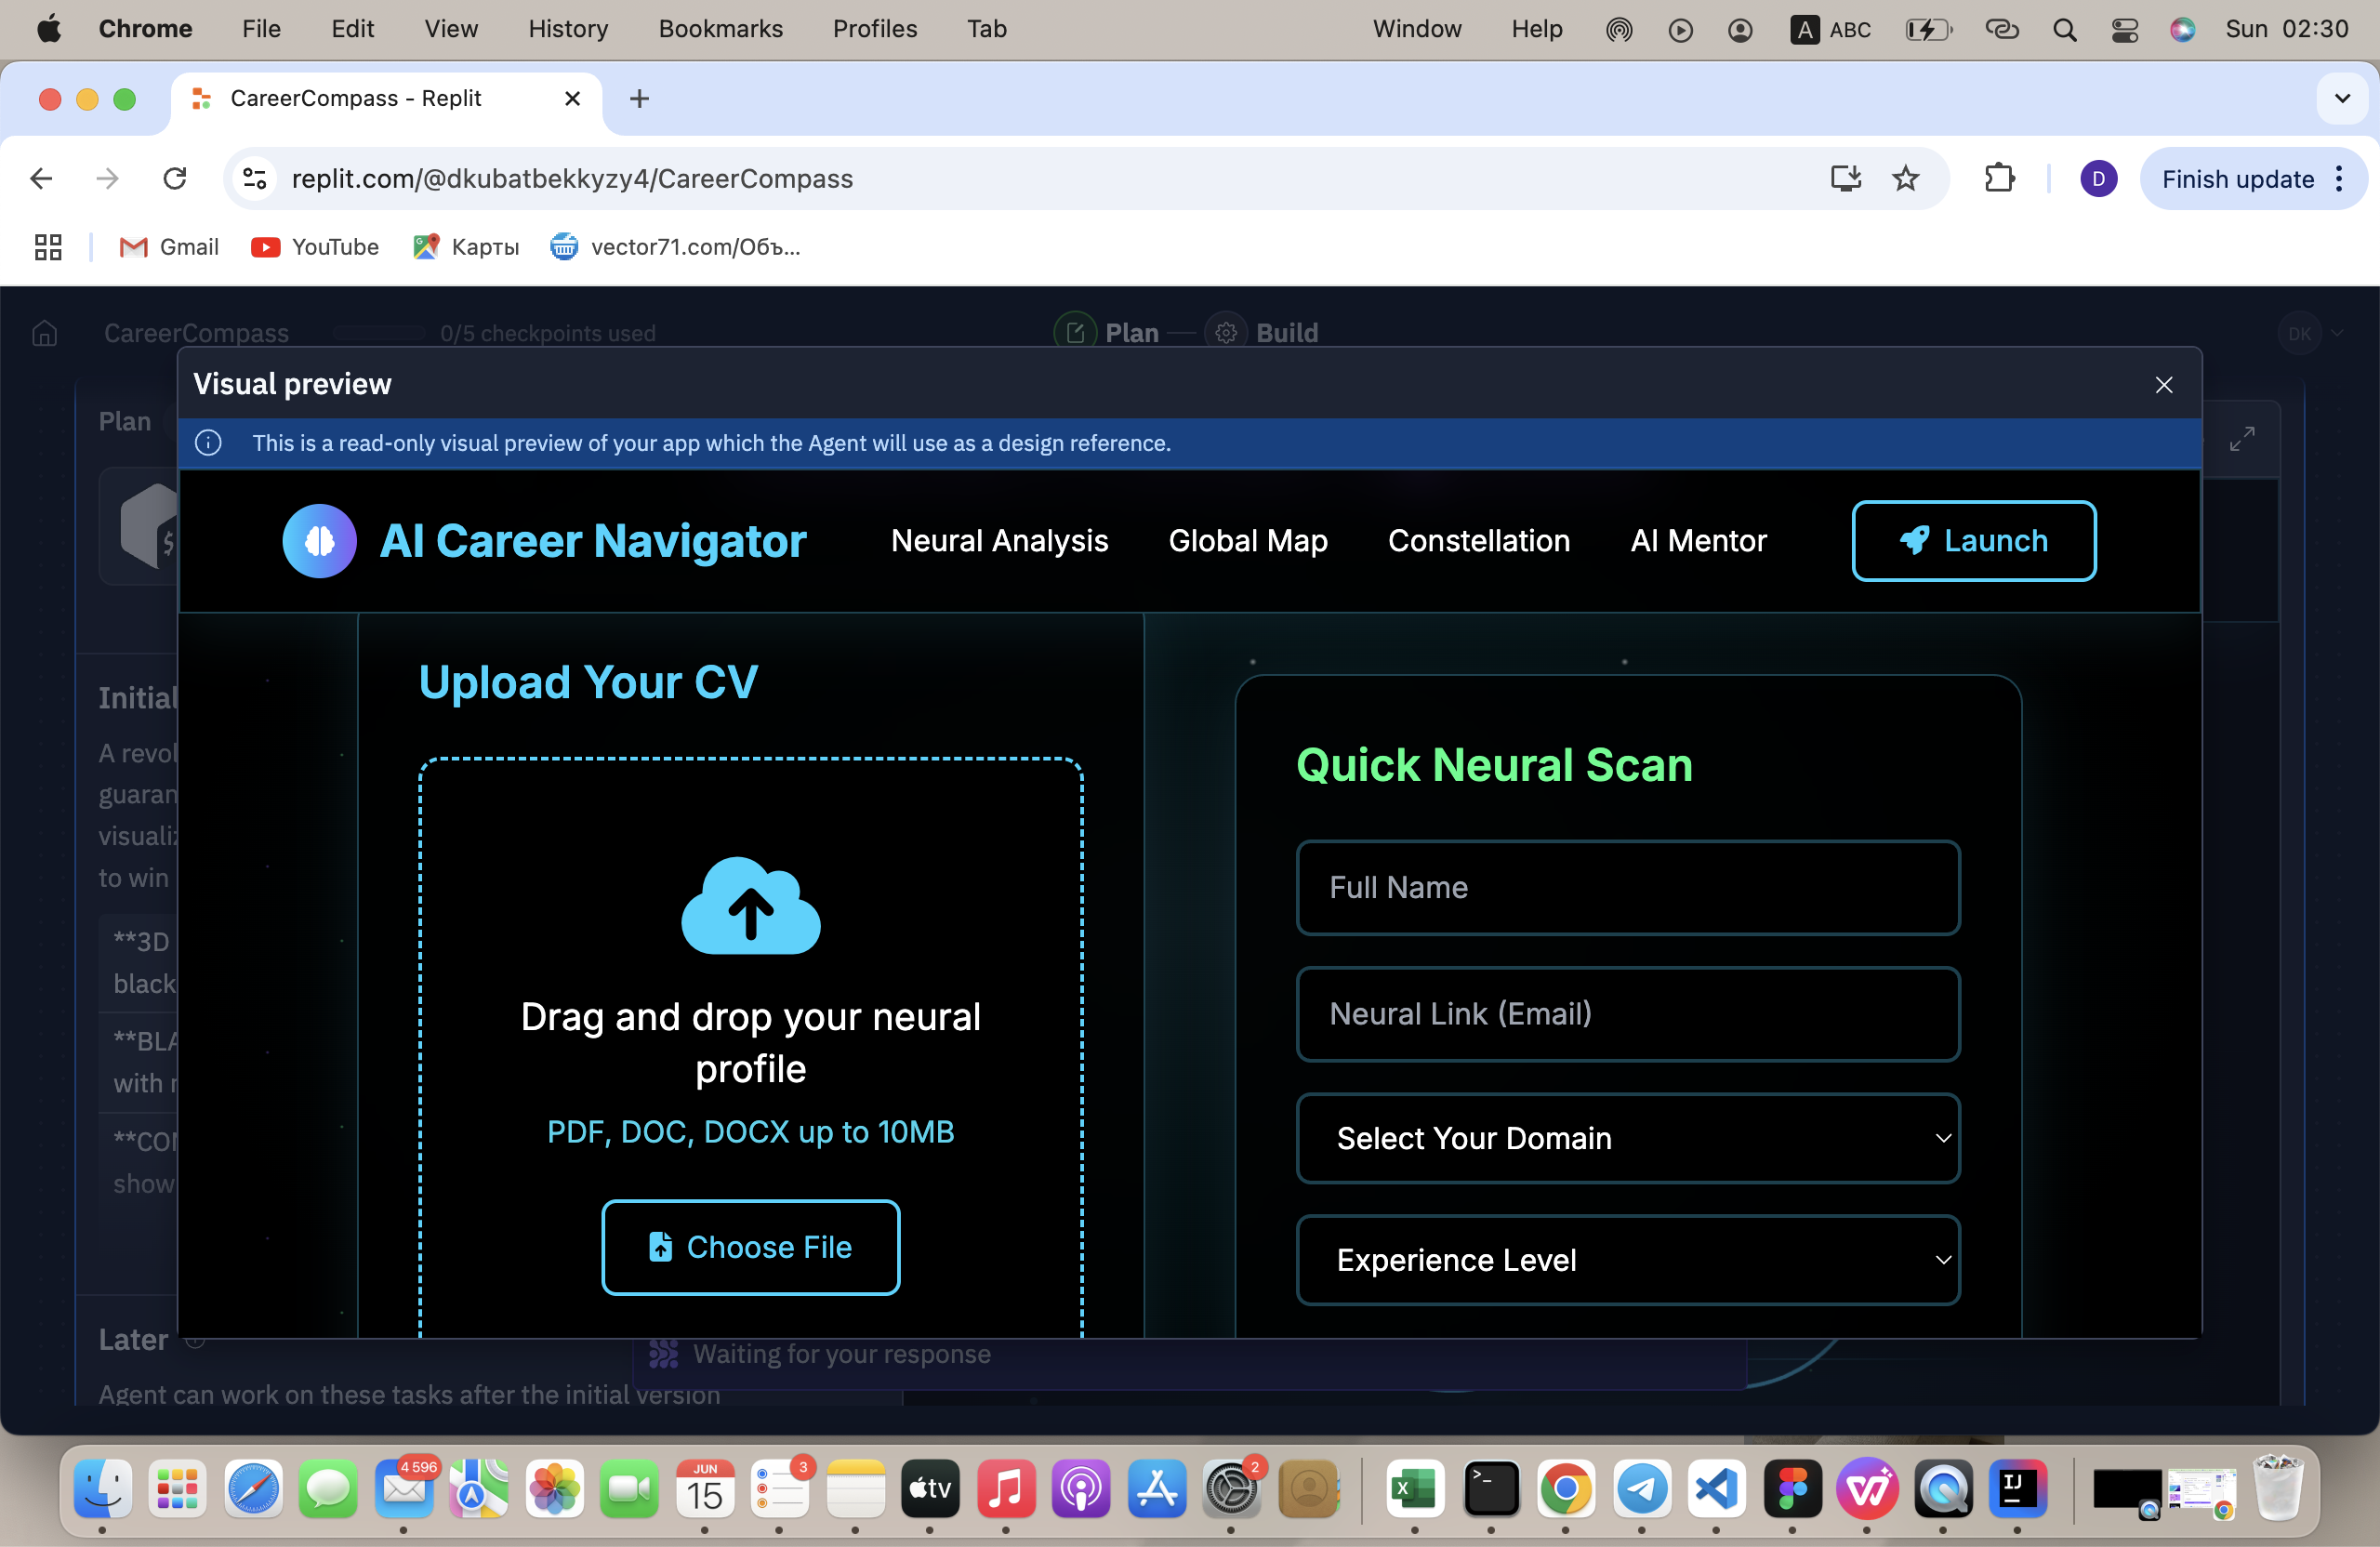 Chrome File Edit View History Bookmarks Profiles Tab Window Help A ABC Sun 02:30
CareerCompass - Replit
replit.com/@dkubatbekkyzy4/CareerCompass
D
Finish update
Gmail YouTube Карты vector71.com/Объ...
CareerCompass 0/5 checkpoints used Plan Build DK
Plan
Visual preview
This is a read-only visual preview of your app which the Agent will use as a design reference.
AI Career Navigator Neural Analysis Global Map Constellation AI Mentor Launch
Initial
A revol
guaran
visualiz
to win
**3D
black
**BLA
with
**CO
show
Upload Your CV
Drag and drop your neural
profile
PDF, DOC, DOCX up to 10MB
Choose File
Quick Neural Scan
Full Name
Neural Link (Email)
Select Your Domain
Experience Level
Later
Waiting for your response
Agent can work on these tasks after the initial version
4 596
JUN
15
3
tv
2
X
>_
IJ